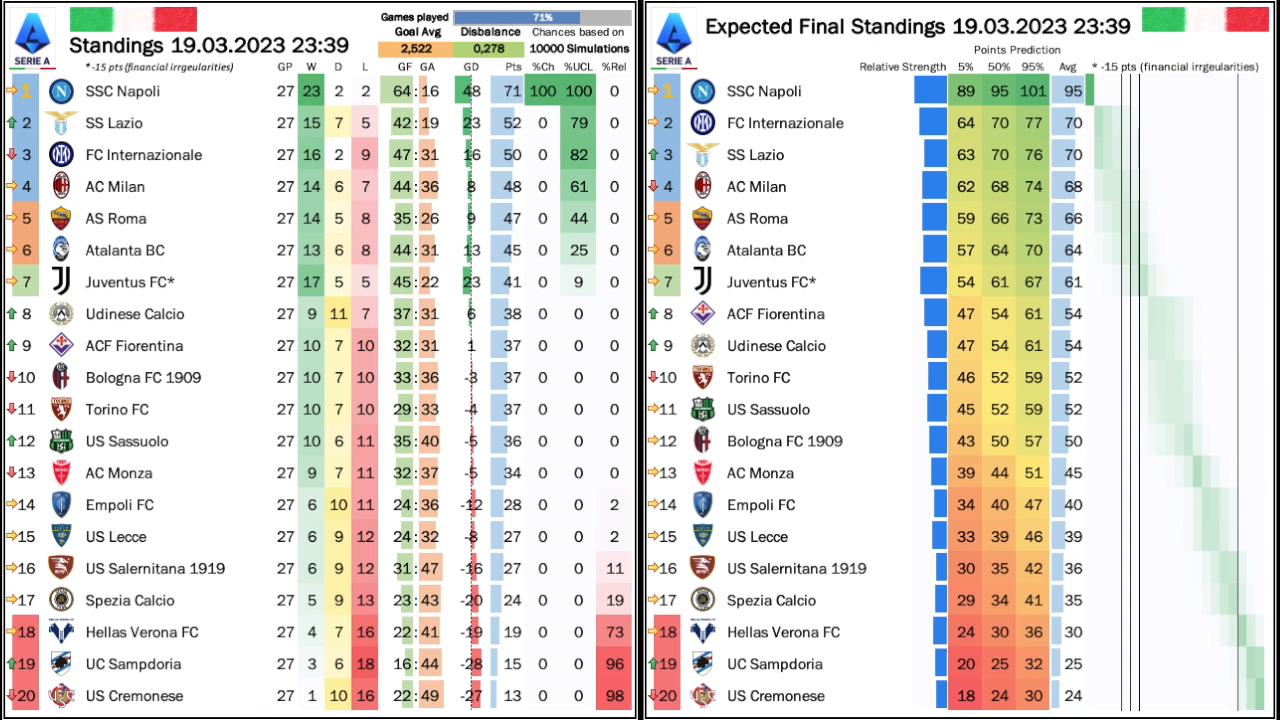 SERIE A
Standings 19.03.2023 23:39
Games played 71%
Goal Avg Disbalance Chances based on
2,522 0,278 10000 Simulations
* -15 pts (financial irrgeularities) GP W D L GF GA GD Pts %Ch %UCL %Rel
1 SSC Napoli 27 23 2 2 64:16 48 71 100 100 0
2 SS Lazio 27 15 7 5 42:19 23 52 0 79 0
3 FC Internazionale 27 16 2 9 47:31 16 50 0 82 0
4 AC Milan 27 14 6 7 44:36 8 48 0 61 0
5 AS Roma 27 14 5 8 35:26 9 47 0 44 0
6 Atalanta BC 27 13 6 8 44:31 13 45 0 25 0
7 Juventus FC* 27 17 5 5 45:22 23 41 0 9 0
8 Udinese Calcio 27 9 11 7 37:31 6 38 0 0 0
9 ACF Fiorentina 27 10 7 10 32:31 1 37 0 0 0
10 Bologna FC 1909 27 10 7 10 33:36 -3 37 0 0 0
11 Torino FC 27 10 7 10 29:33 -4 37 0 0 0
12 US Sassuolo 27 10 6 11 35:40 -5 36 0 0 0
13 AC Monza 27 9 7 11 32:37 -5 34 0 0 0
14 Empoli FC 27 6 10 11 24:36 -12 28 0 0 2
15 US Lecce 27 6 9 12 24:32 -8 27 0 0 2
16 US Salernitana 1919 27 6 9 12 31:47 -16 27 0 0 11
17 Spezia Calcio 27 5 9 13 23:43 -20 24 0 0 19
18 Hellas Verona FC 27 4 7 16 22:41 -19 19 0 0 73
19 UC Sampdoria 27 3 6 18 16:44 -28 15 0 0 96
20 US Cremonese 27 1 10 16 22:49 -27 13 0 0 98
SERIE A
Expected Final Standings 19.03.2023 23:39
Points Prediction
Relative Strength 5% 50% 95% Avg * -15 pts (financial irrgeularities)
1 SSC Napoli 89 95 101 95
2 FC Internazionale 64 70 77 70
3 SS Lazio 63 70 76 70
4 AC Milan 62 68 74 68
5 AS Roma 59 66 73 66
6 Atalanta BC 57 64 70 64
7 Juventus FC* 54 61 67 61
8 ACF Fiorentina 47 54 61 54
9 Udinese Calcio 47 54 61 54
10 Torino FC 46 52 59 52
11 US Sassuolo 45 52 59 52
12 Bologna FC 1909 43 50 57 50
13 AC Monza 39 44 51 45
14 Empoli FC 34 40 47 40
15 US Lecce 33 39 46 39
16 US Salernitana 1919 30 35 42 36
17 Spezia Calcio 29 34 41 35
18 Hellas Verona FC 24 30 36 30
19 UC Sampdoria 20 25 32 25
20 US Cremonese 18 24 30 24